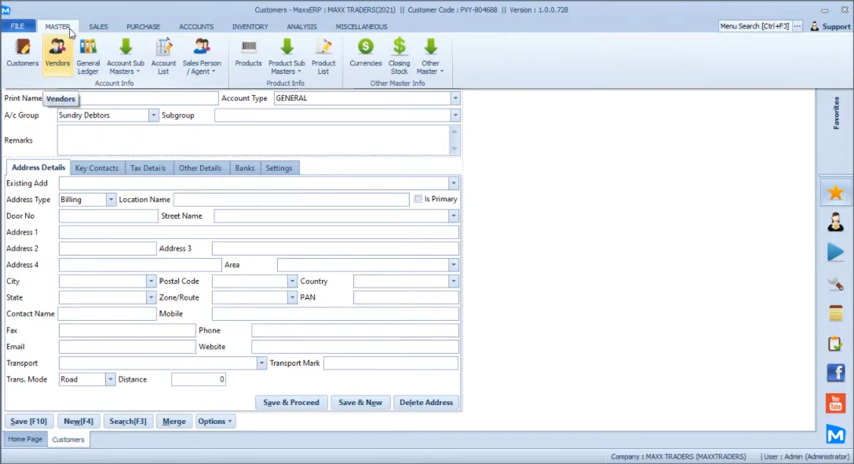 Customers - MaxxERP : MAXX TRADERS(2021) || Customer Code : PVY-804688 || Version : 1.0.0.728
FILE MASTER SALES PURCHASE ACCOUNTS INVENTORY ANALYSIS MISCELLANEOUS Menu Search [Ctrl+F3] Support
Customers Vendors General Ledger Account Sub Masters Account List Sales Person / Agent Products Product Sub Masters Product List Currencies Closing Stock Other Master
Account Info Product Info Other Master Info
Print Name Vendors Account Type GENERAL
A/c Group Sundry Debtors Subgroup
Remarks
Address Details Key Contacts Tax Details Other Details Banks Settings
Existing Add
Address Type Billing Location Name Is Primary
Door No Street Name
Address 1
Address 2 Address 3
Address 4 Area
City Postal Code Country
State Zone/Route PAN
Contact Name Mobile
Fax Phone
Email Website
Transport Transport Mark
Trans. Mode Road Distance 0
Save & Proceed Save & New Delete Address
Save [F10] New[F4] Search[F3] Merge Options
Home Page Customers
Company : MAXX TRADERS (MAXXTRADERS) User : Admin (Administrator)
Favorites
You Tube